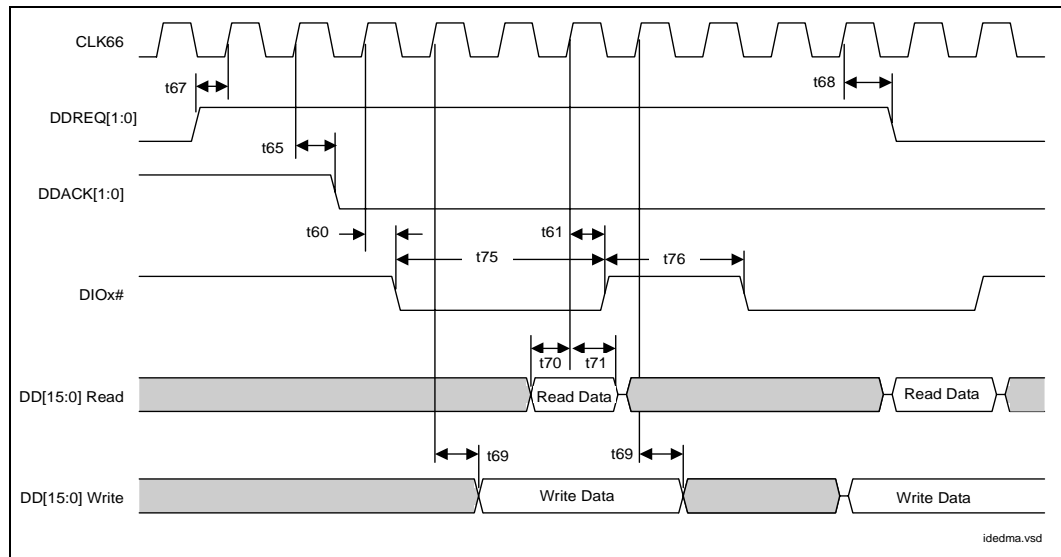 CLK66
t67
t68
DDREQ[1:0]
t65
DDACK[1:0]
t60
t61
t75
t76
DIOx#
t70
t71
DD[15:0] Read
Read Data
Read Data
t69
t69
DD[15:0] Write
Write Data
Write Data
idedma.vsd